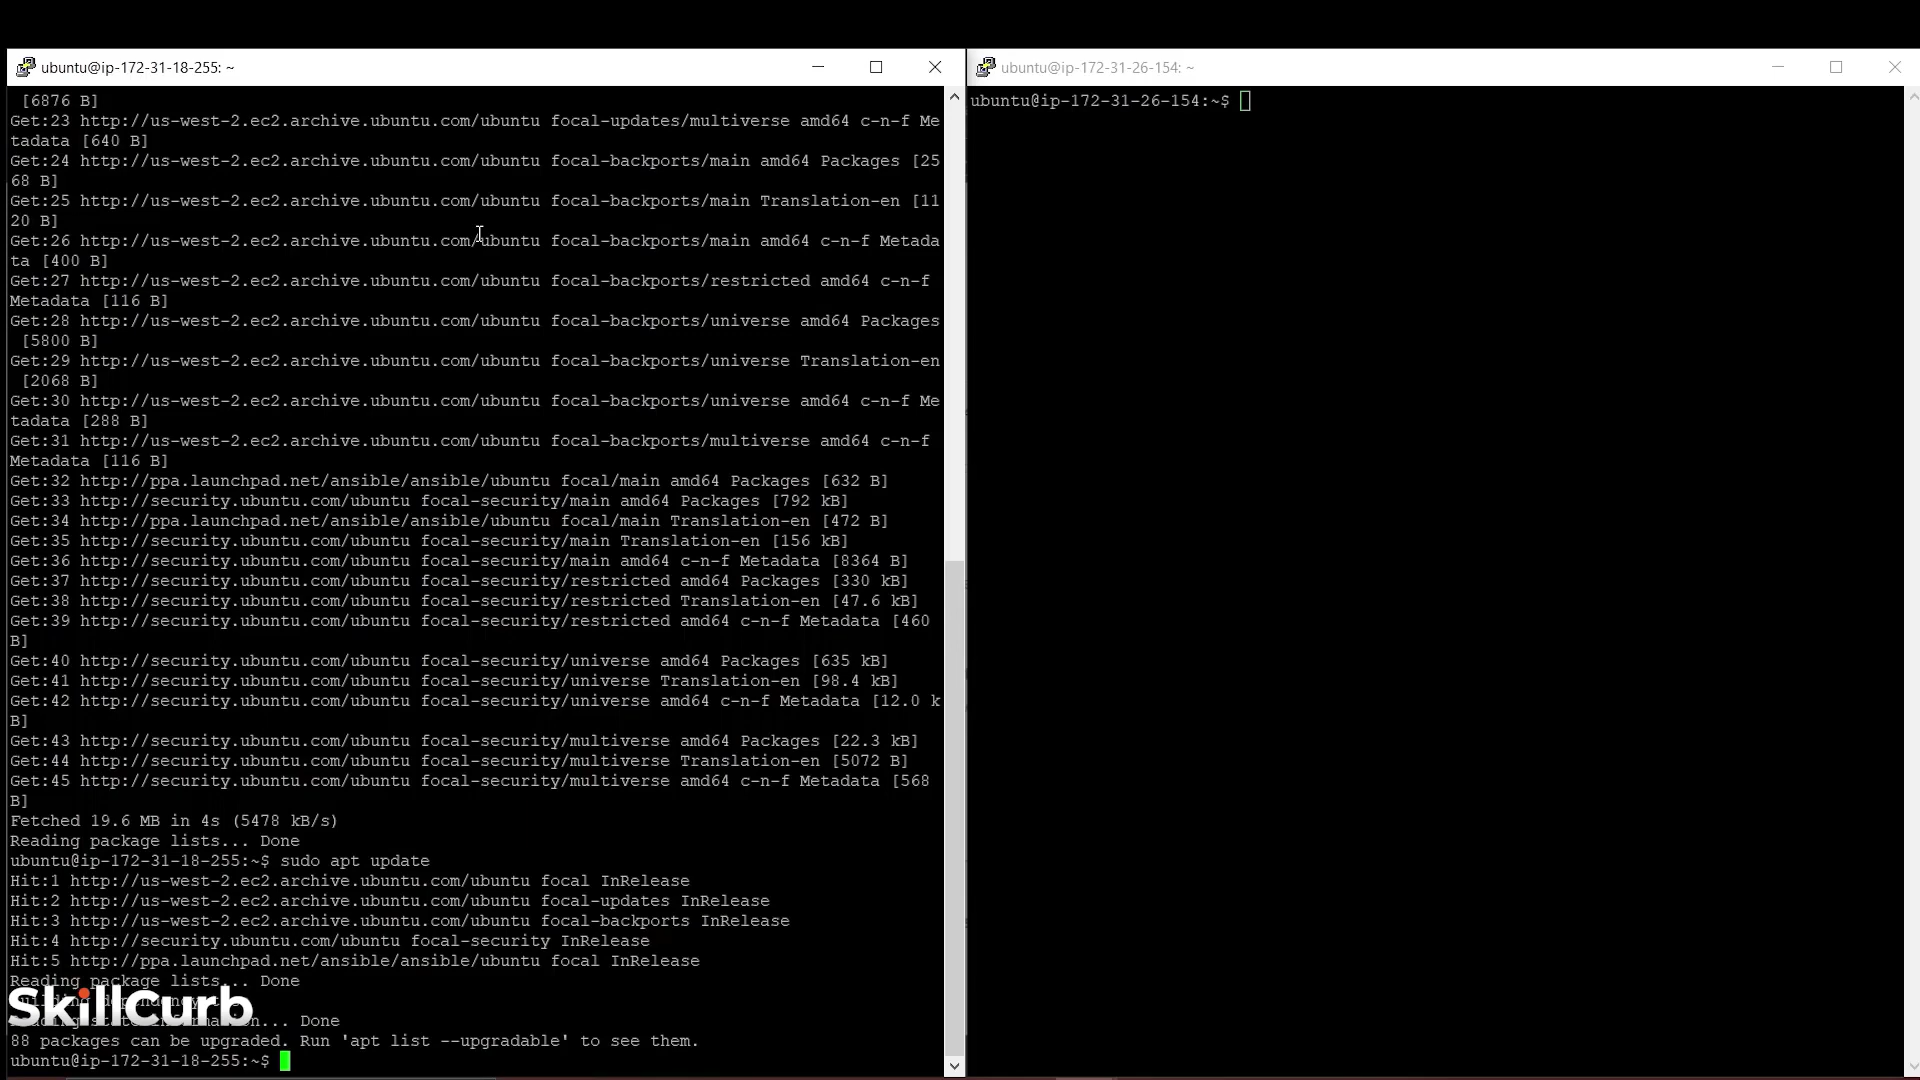 ubuntu@ip-172-31-18-255: ~
[6876 B]
Get:23 http://us-west-2.ec2.archive.ubuntu.com/ubuntu focal-updates/multiverse amd64 c-n-f Me
tadata [640 B]
Get:24 http://us-west-2.ec2.archive.ubuntu.com/ubuntu focal-backports/main amd64 Packages [25
68 B]
Get:25 http://us-west-2.ec2.archive.ubuntu.com/ubuntu focal-backports/main Translation-en [11
20 B]
Get:26 http://us-west-2.ec2.archive.ubuntu.com/ubuntu focal-backports/main amd64 c-n-f Metada
ta [400 B]
Get:27 http://us-west-2.ec2.archive.ubuntu.com/ubuntu focal-backports/restricted amd64 c-n-f
Metadata [116 B]
Get:28 http://us-west-2.ec2.archive.ubuntu.com/ubuntu focal-backports/universe amd64 Packages
[5800 B]
Get:29 http://us-west-2.ec2.archive.ubuntu.com/ubuntu focal-backports/universe Translation-en
[2068 B]
Get:30 http://us-west-2.ec2.archive.ubuntu.com/ubuntu focal-backports/universe amd64 c-n-f Me
tadata [288 B]
Get:31 http://us-west-2.ec2.archive.ubuntu.com/ubuntu focal-backports/multiverse amd64 c-n-f
Metadata [116 B]
Get:32 http://ppa.launchpad.net/ansible/ansible/ubuntu focal/main amd64 Packages [632 B]
Get:33 http://security.ubuntu.com/ubuntu focal-security/main amd64 Packages [792 kB]
Get:34 http://ppa.launchpad.net/ansible/ansible/ubuntu focal/main Translation-en [472 B]
Get:35 http://security.ubuntu.com/ubuntu focal-security/main Translation-en [156 kB]
Get:36 http://security.ubuntu.com/ubuntu focal-security/main amd64 c-n-f Metadata [8364 B]
Get:37 http://security.ubuntu.com/ubuntu focal-security/restricted amd64 Packages [330 kB]
Get:38 http://security.ubuntu.com/ubuntu focal-security/restricted Translation-en [47.6 kB]
Get:39 http://security.ubuntu.com/ubuntu focal-security/restricted amd64 c-n-f Metadata [460
B]
Get:40 http://security.ubuntu.com/ubuntu focal-security/universe amd64 Packages [635 kB]
Get:41 http://security.ubuntu.com/ubuntu focal-security/universe Translation-en [98.4 kB]
Get:42 http://security.ubuntu.com/ubuntu focal-security/universe amd64 c-n-f Metadata [12.0 k
B]
Get:43 http://security.ubuntu.com/ubuntu focal-security/multiverse amd64 Packages [22.3 kB]
Get:44 http://security.ubuntu.com/ubuntu focal-security/multiverse Translation-en [5072 B]
Get:45 http://security.ubuntu.com/ubuntu focal-security/multiverse amd64 c-n-f Metadata [568
B]
Fetched 19.6 MB in 4s (5478 kB/s)
Reading package lists... Done
ubuntu@ip-172-31-18-255:~$ sudo apt update
Hit:1 http://us-west-2.ec2.archive.ubuntu.com/ubuntu focal InRelease
Hit:2 http://us-west-2.ec2.archive.ubuntu.com/ubuntu focal-updates InRelease
Hit:3 http://us-west-2.ec2.archive.ubuntu.com/ubuntu focal-backports InRelease
Hit:4 http://security.ubuntu.com/ubuntu focal-security InRelease
Hit:5 http://ppa.launchpad.net/ansible/ansible/ubuntu focal InRelease
Reading package lists... Done
SkillCurb
... Done
88 packages can be upgraded. Run 'apt list --upgradable' to see them.
ubuntu@ip-172-31-18-255:~$
ubuntu@ip-172-31-26-154: ~
ubuntu@ip-172-31-26-154:~$